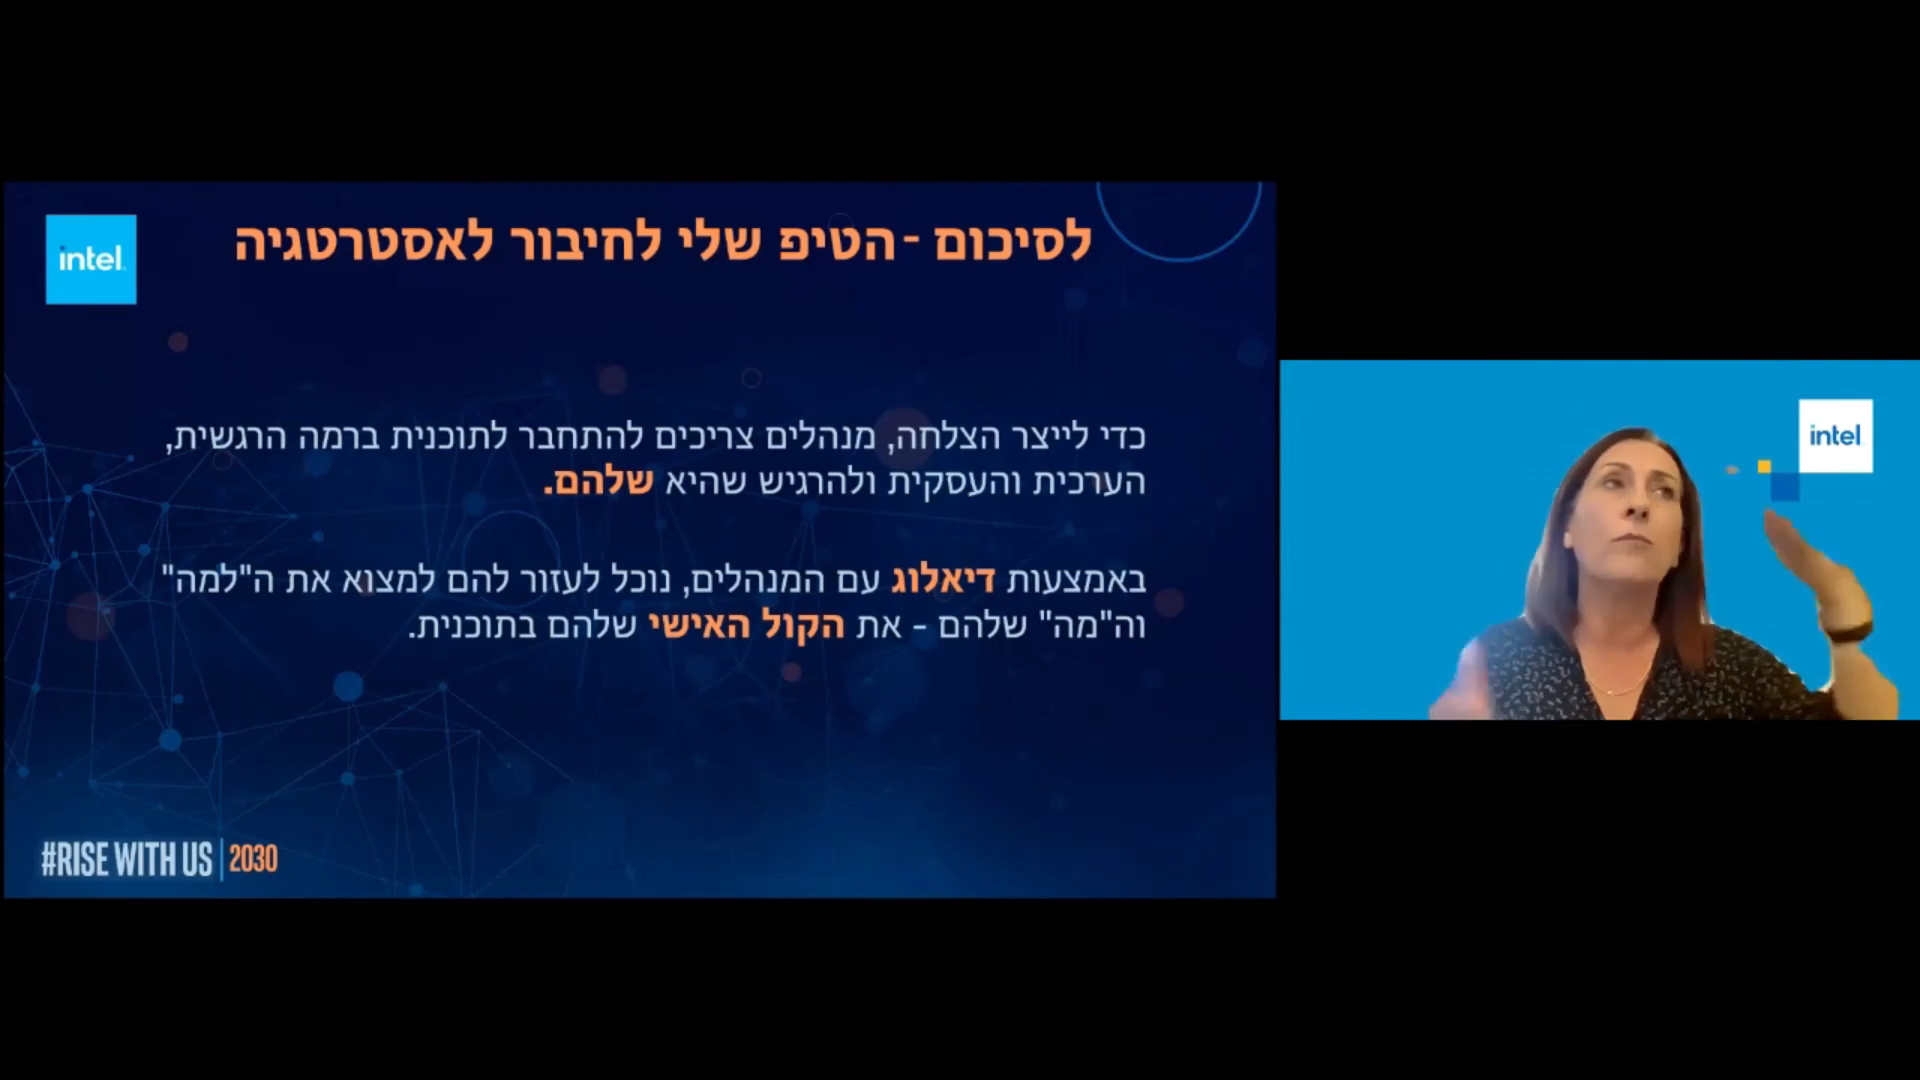 intel.
לסיכום - הטיפ שלי לחיבור לאסטרטגיה
כדי לייצר הצלחה, מנהלים צריכים להתחבר לתוכנית ברמה הרגשית,
הערכית והעסקית ולהרגיש שהיא שלהם.
באמצעות דיאלוג עם המנהלים, נוכל לעזור להם למצוא את ה"למה"
וה"מה" שלהם - את הקול האישי שלהם בתוכנית.
#RISE WITH US | 2030
intel